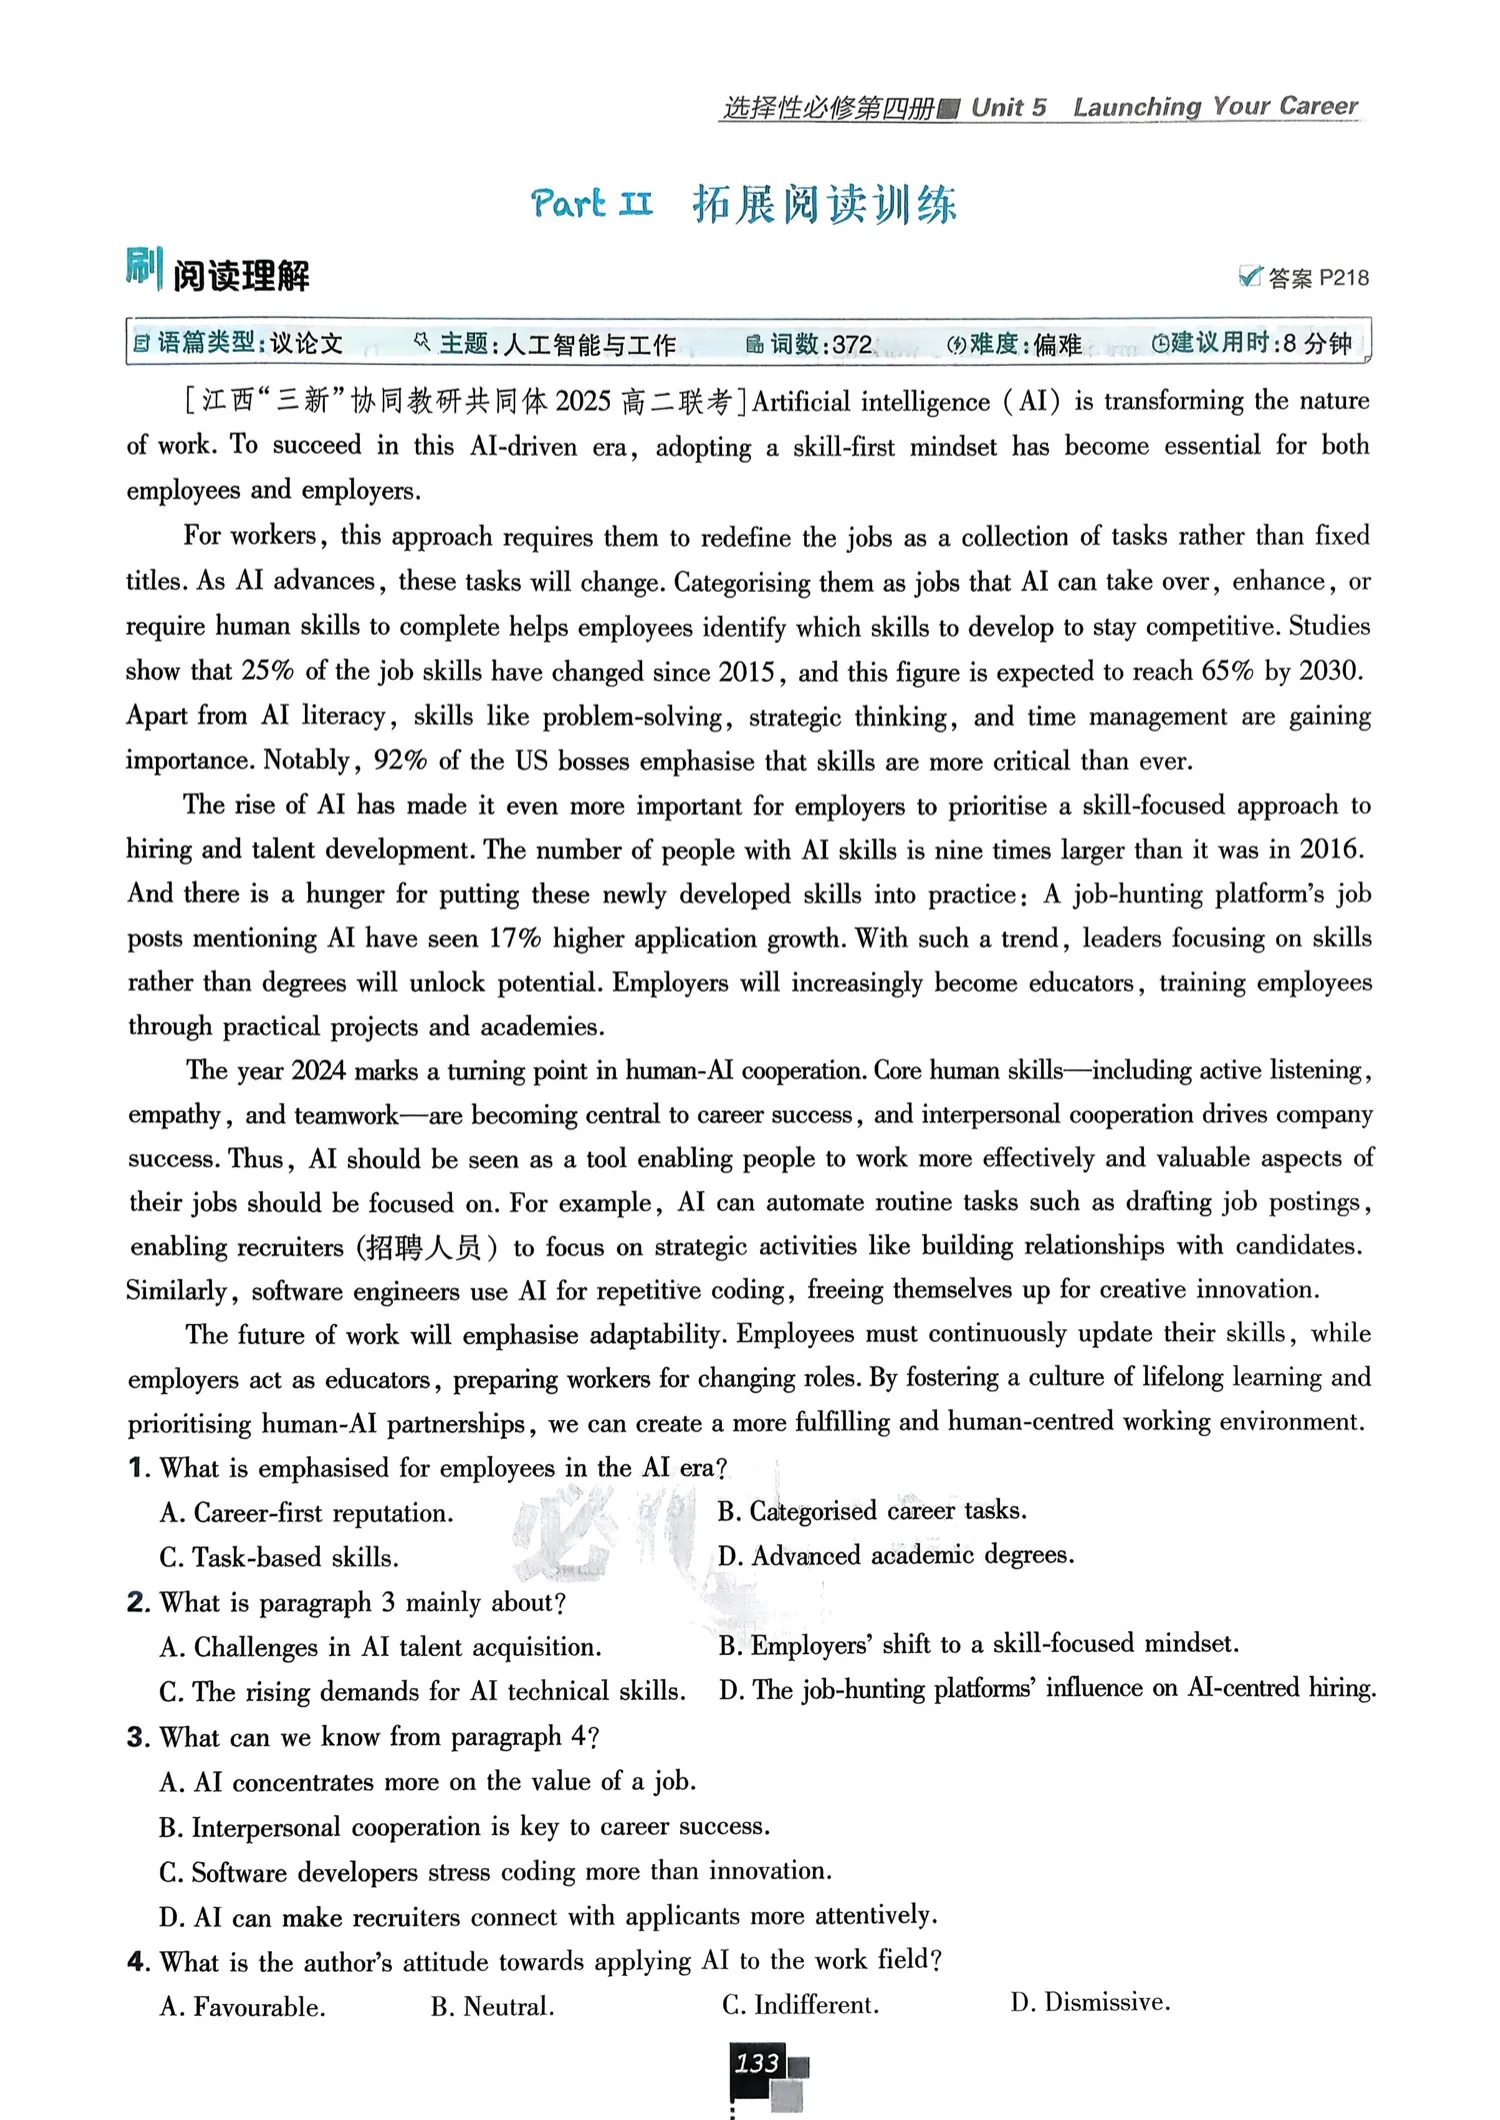 选择性必修第四册 Unit 5 Launching Your Career
Part II 拓展阅读训练
刷 阅读理解
答案 P218
语篇类型:议论文 主题:人工智能与工作 词数:372 难度:偏难 建议用时:8 分钟
[江西“三新”协同教研共同体 2025 高二联考]Artificial intelligence (AI) is transforming the nature
of work. To succeed in this AI-driven era, adopting a skill-first mindset has become essential for both
employees and employers.
For workers, this approach requires them to redefine the jobs as a collection of tasks rather than fixed
titles. As AI advances, these tasks will change. Categorising them as jobs that AI can take over, enhance, or
require human skills to complete helps employees identify which skills to develop to stay competitive. Studies
show that 25% of the job skills have changed since 2015, and this figure is expected to reach 65% by 2030.
Apart from AI literacy, skills like problem-solving, strategic thinking, and time management are gaining
importance. Notably, 92% of the US bosses emphasise that skills are more critical than ever.
The rise of AI has made it even more important for employers to prioritise a skill-focused approach to
hiring and talent development. The number of people with AI skills is nine times larger than it was in 2016.
And there is a hunger for putting these newly developed skills into practice: A job-hunting platform's job
posts mentioning AI have seen 17% higher application growth. With such a trend, leaders focusing on skills
rather than degrees will unlock potential. Employers will increasingly become educators, training employees
through practical projects and academies.
The year 2024 marks a turning point in human-AI cooperation. Core human skills—including active listening,
empathy, and teamwork—are becoming central to career success, and interpersonal cooperation drives company
success. Thus, AI should be seen as a tool enabling people to work more effectively and valuable aspects of
their jobs should be focused on. For example, AI can automate routine tasks such as drafting job postings,
enabling recruiters (招聘人员) to focus on strategic activities like building relationships with candidates.
Similarly, software engineers use AI for repetitive coding, freeing themselves up for creative innovation.
The future of work will emphasise adaptability. Employees must continuously update their skills, while
employers act as educators, preparing workers for changing roles. By fostering a culture of lifelong learning and
prioritising human-AI partnerships, we can create a more fulfilling and human-centred working environment.
1. What is emphasised for employees in the AI era?
A. Career-first reputation. B. Categorised career tasks.
C. Task-based skills. D. Advanced academic degrees.
2. What is paragraph 3 mainly about?
A. Challenges in AI talent acquisition. B. Employers' shift to a skill-focused mindset.
C. The rising demands for AI technical skills. D. The job-hunting platforms' influence on AI-centred hiring.
3. What can we know from paragraph 4?
A. AI concentrates more on the value of a job.
B. Interpersonal cooperation is key to career success.
C. Software developers stress coding more than innovation.
D. AI can make recruiters connect with applicants more attentively.
4. What is the author's attitude towards applying AI to the work field?
A. Favourable. B. Neutral. C. Indifferent. D. Dismissive.
133